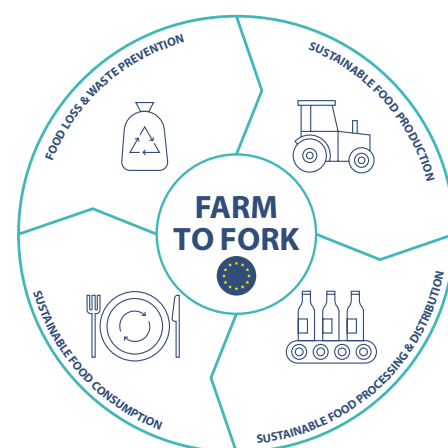 FOOD LOSS & WASTE PREVENTION
SUSTAINABLE FOOD PRODUCTION
FARM
TO FORK
SUSTAINABLE FOOD CONSUMPTION
SUSTAINABLE FOOD PROCESSING & DISTRIBUTION